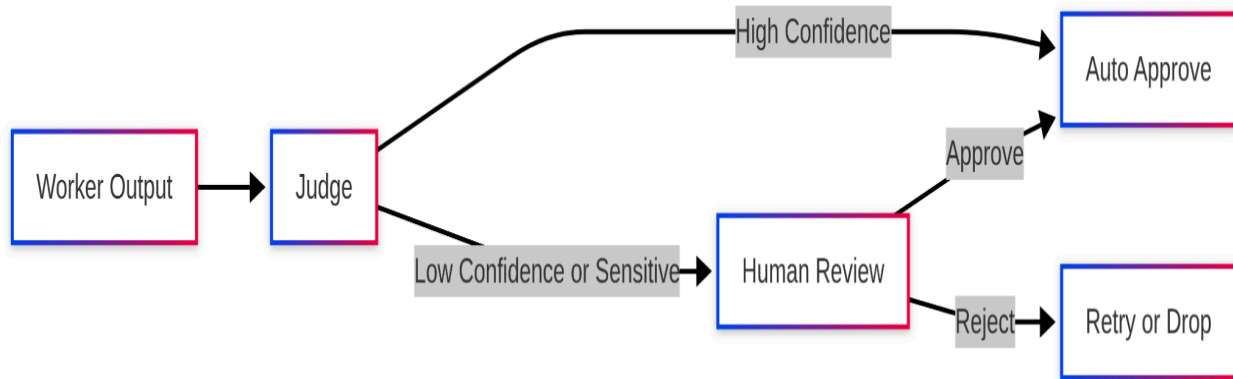 High Confidence
Auto Approve
Approve
Worker Output
Judge
Low Confidence or Sensitive
Human Review
Reject
Retry or Drop